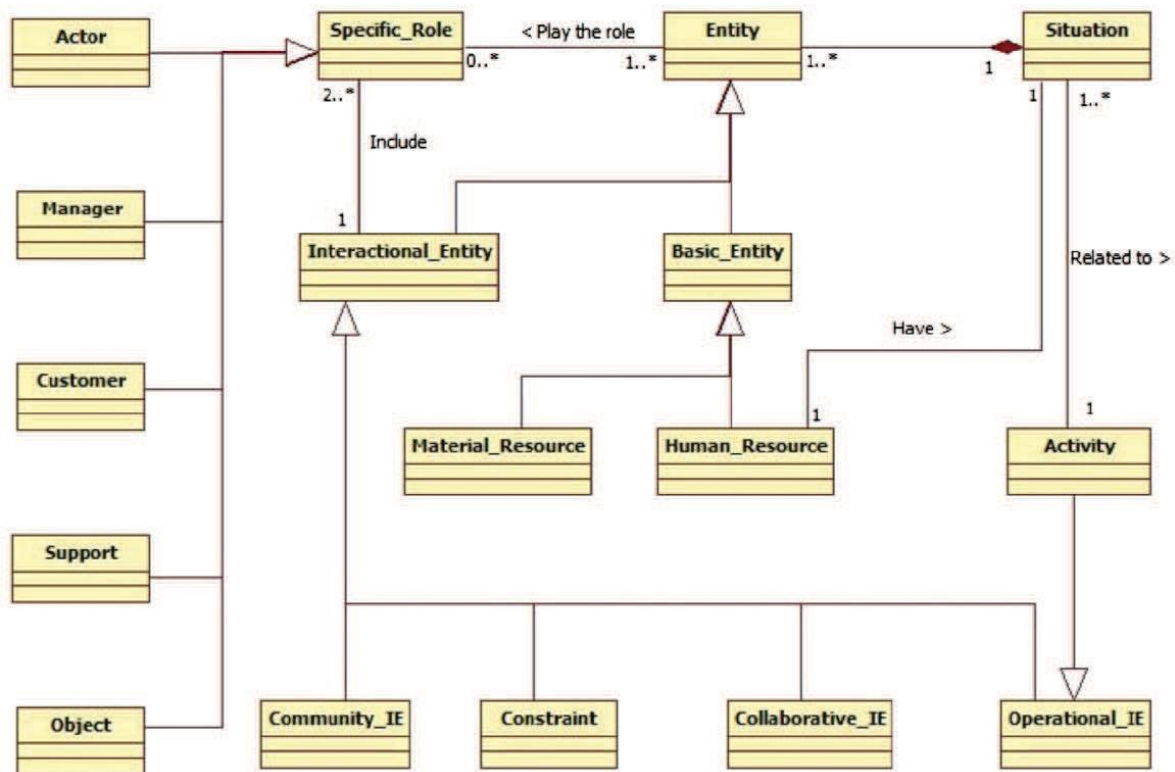 Actor
Specific_Role
< Play the role
Entity
Situation
0..*
1..*
1..*
1
2..*
1
1..*
Include
Manager
1
Interactional_Entity
Basic_Entity
Related to >
Have >
Customer
1
1
Material_Resource
Human_Resource
Activity
Support
Object
Community_IE
Constraint
Collaborative_IE
Operational_IE